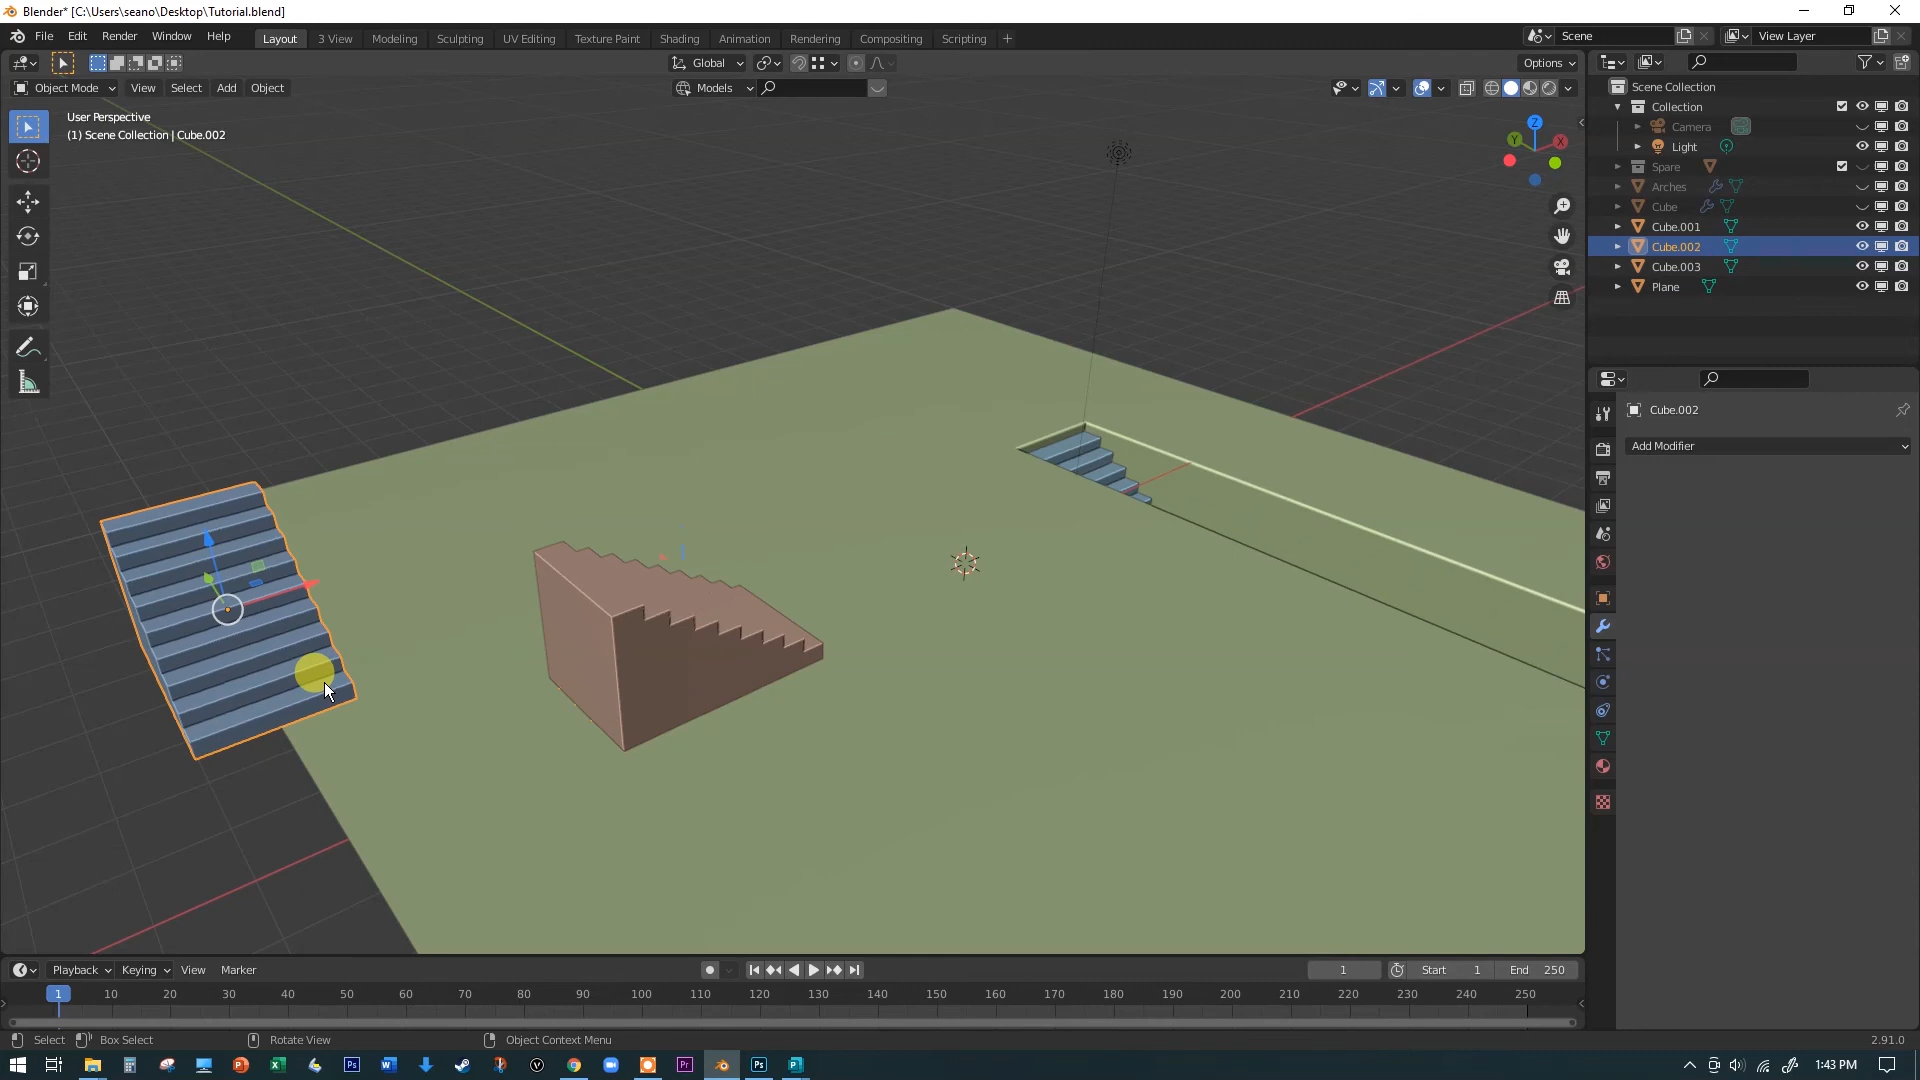 Blender* [C:\Users\seano\Desktop\Tutorial.blend]
File Edit Render Window Help
Layout 3 View Modeling Sculpting UV Editing Texture Paint Shading Animation Rendering Compositing Scripting +
Scene
View Layer
Global
Options
Object Mode View Select Add Object
Models
User Perspective
(1) Scene Collection | Cube.002
Z
Y
X
Scene Collection
Collection
Camera
Light
Spare
Arches
Cube
Cube.001
Cube.002
Cube.003
Plane
Cube.002
Add Modifier
Playback Keying View Marker
1
Start 1
End 250
1 10 20 30 40 50 60 70 80 90 100 110 120 130 140 150 160 170 180 190 200 210 220 230 240 250
Select Box Select Rotate View Object Context Menu
2.91.0
1:43 PM